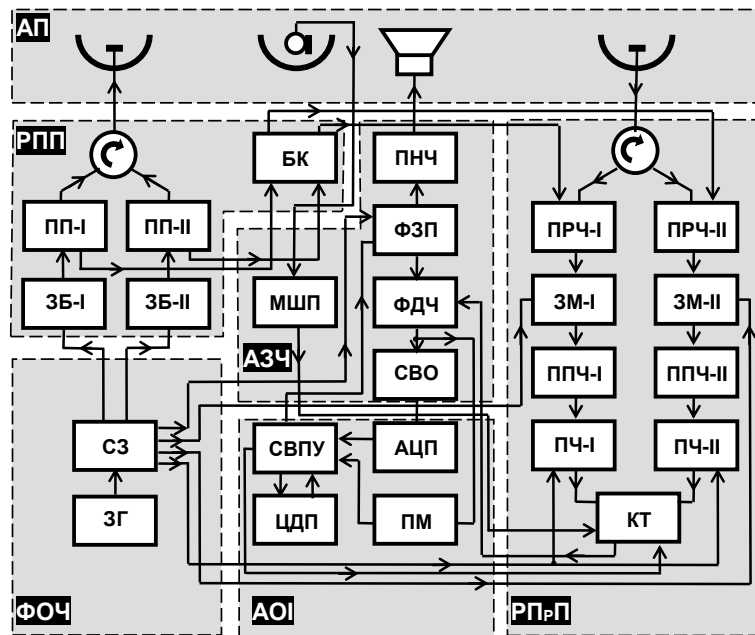 АП
РПП
БК
ПНЧ
ПП-I
ПП-II
ФЗП
ПРЧ-I
ПРЧ-II
ЗБ-I
ЗБ-II
МШП
ФДЧ
ЗМ-I
ЗМ-II
АЗЧ
СВО
ППЧ-I
ППЧ-II
СЗ
СВПУ
АЦП
ПЧ-I
ПЧ-II
ЗГ
ЦДП
ПМ
КТ
ФОЧ
АОІ
РПрП